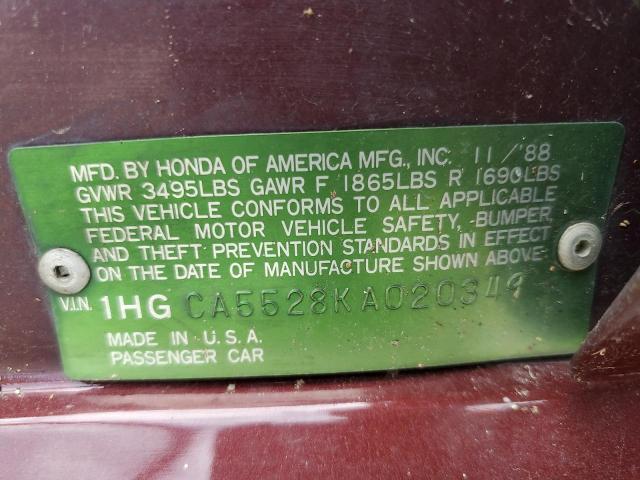 MFD. BY HONDA OF AMERICA MFG., INC. 11/'88
GVWR 3495LBS GAWR F 1865LBS R 1690LBS
THIS VEHICLE CONFORMS TO ALL APPLICABLE
FEDERAL MOTOR VEHICLE SAFETY, BUMPER,
AND THEFT PREVENTION STANDARDS IN EFFECT
ON THE DATE OF MANUFACTURE SHOWN ABOVE.
V.I.N. 1HG CA5528KA020349
MADE IN U.S.A.
PASSENGER CAR